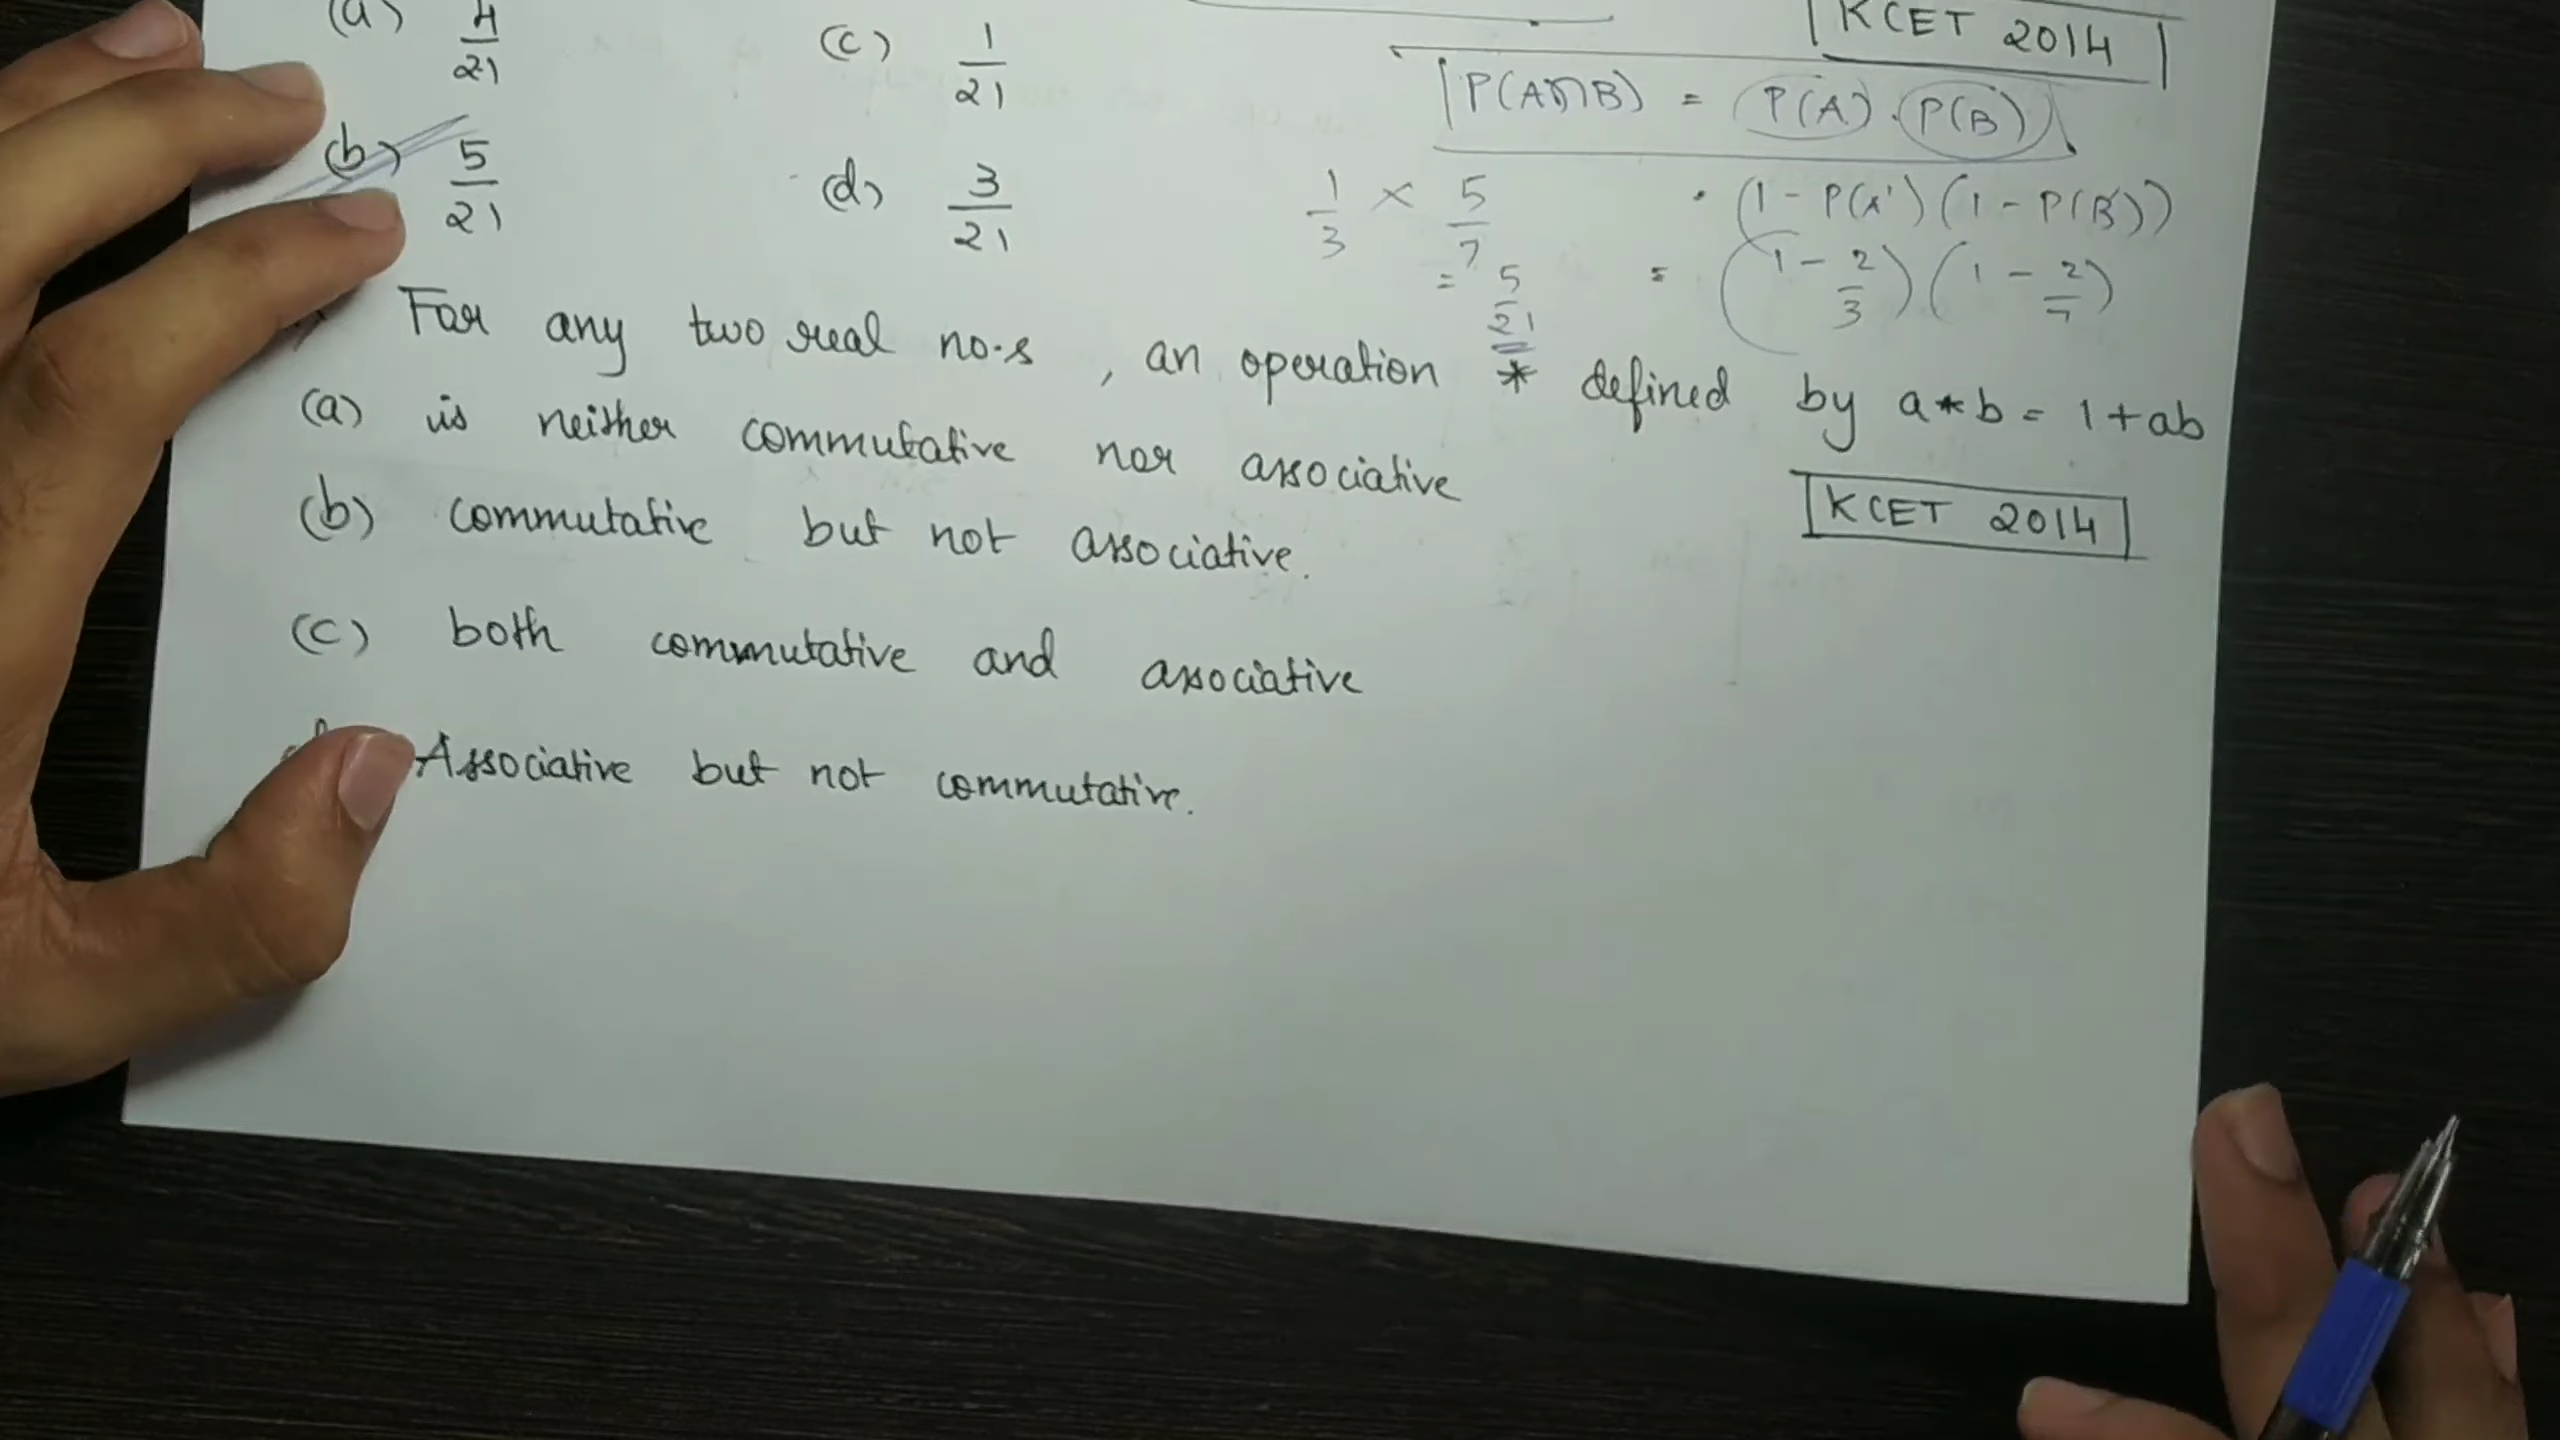 (a) 4/21 (c) 1/21
KCET 2014
P(A∩B) = P(A) . P(B)
(b) 5/21 (d) 3/21
1/3 × 5/7
= 5/21
(1 - P(A')) (1 - P(B'))
= (1 - 2/3) (1 - 2/7)
For any two real no.s , an operation * defined by a*b = 1+ab
(a) is neither commutative nor associative
(b) commutative but not associative.
KCET 2014
(c) both commutative and associative
Associative but not commutative.